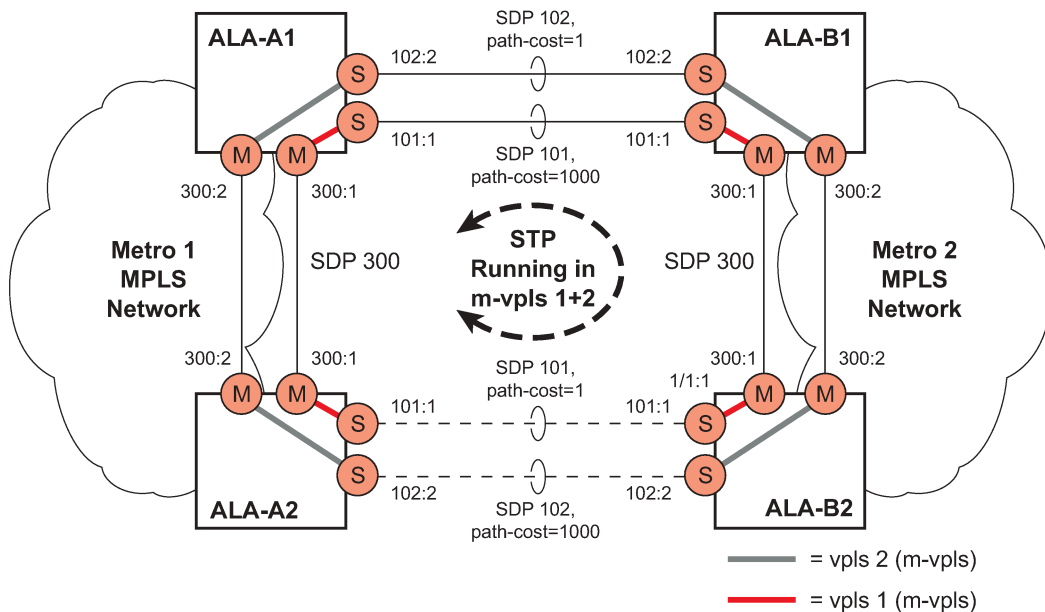 SDP 102,
path-cost=1
ALA-A1
ALA-B1
102:2
102:2
S
S
S
S
101:1
101:1
M
M
M
M
SDP 101,
path-cost=1000
300:2
300:1
300:1
300:2
Metro 1
MPLS
Network
SDP 300
STP
Running in
m-vpls 1+2
SDP 300
Metro 2
MPLS
Network
300:2
300:1
300:1
300:2
SDP 101,
path-cost=1
1/1:1
M
M
M
M
101:1
101:1
S
S
S
S
102:2
102:2
ALA-A2
ALA-B2
SDP 102,
path-cost=1000
= vpls 2 (m-vpls)
= vpls 1 (m-vpls)